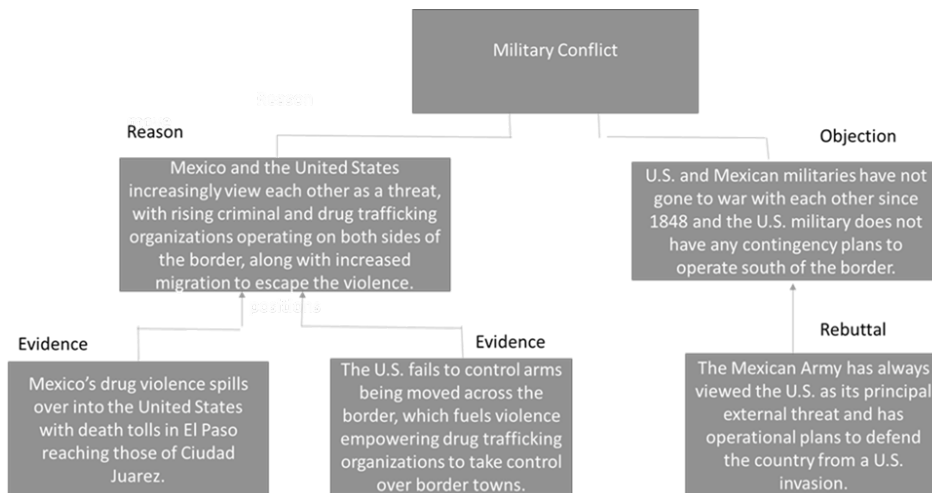 Military Conflict
Reason
Mexico and the United States
increasingly view each other as a threat,
with rising criminal and drug trafficking
organizations operating on both sides of
the border, along with increased
migration to escape the violence.
Objection
U.S. and Mexican militaries have not
gone to war with each other since
1848 and the U.S. military does not
have any contingency plans to
operate south of the border.
positions
Evidence
Mexico's drug violence spills
over into the United States
with death tolls in El Paso
reaching those of Ciudad
Juarez.
Evidence
The U.S. fails to control arms
being moved across the
border, which fuels violence
empowering drug trafficking
organizations to take control
over border towns.
Rebuttal
The Mexican Army has always
viewed the U.S. as its principal
external threat and has
operational plans to defend
the country from a U.S.
invasion.